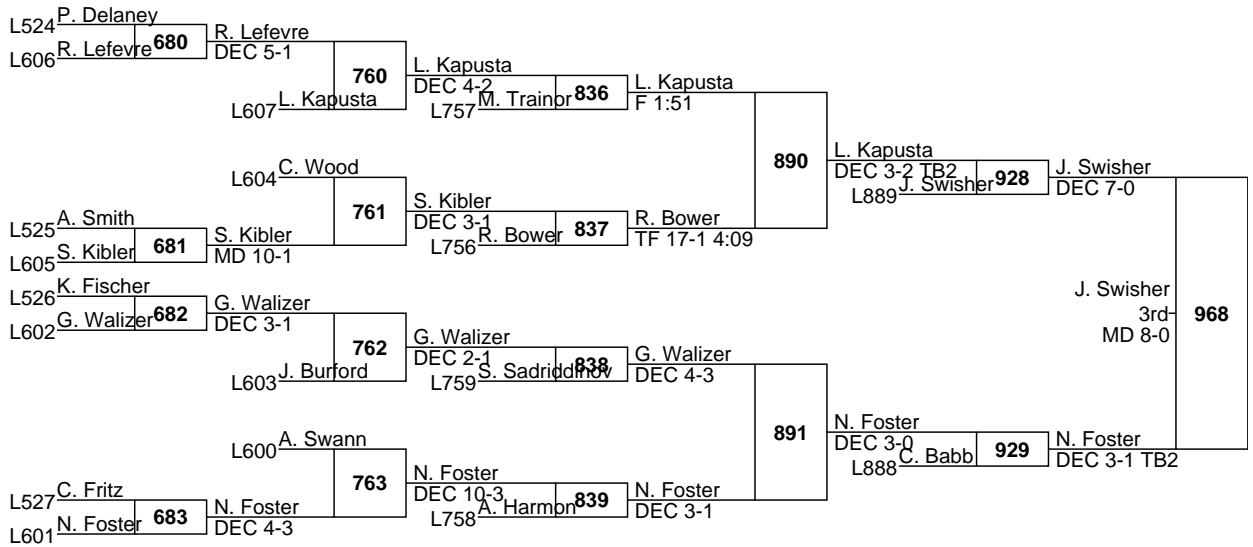 P. Delaney
L524
680
R. Lefevre
L606
R. Lefevre
DEC 5-1
760
L. Kapusta
L607
L. Kapusta
DEC 4-2
M. Trainor
L757
836
L. Kapusta
F 1:51
890
C. Wood
L604
761
A. Smith
L525
681
S. Kibler
L605
S. Kibler
MD 10-1
S. Kibler
DEC 3-1
R. Bower
L756
837
R. Bower
TF 17-1 4:09
L. Kapusta
DEC 3-2 TB2
J. Swisher
L889
928
J. Swisher
DEC 7-0
K. Fischer
L526
682
G. Walizer
L602
G. Walizer
DEC 3-1
762
J. Burford
L603
G. Walizer
DEC 2-1
S. Sadriddinov
L759
838
G. Walizer
DEC 4-3
891
A. Swann
L600
763
C. Fritz
L527
683
N. Foster
L601
N. Foster
DEC 4-3
N. Foster
DEC 10-3
A. Harmon
L758
839
N. Foster
DEC 3-1
N. Foster
DEC 3-0
C. Babb
L888
929
N. Foster
DEC 3-1 TB2
J. Swisher
3rd
MD 8-0
968